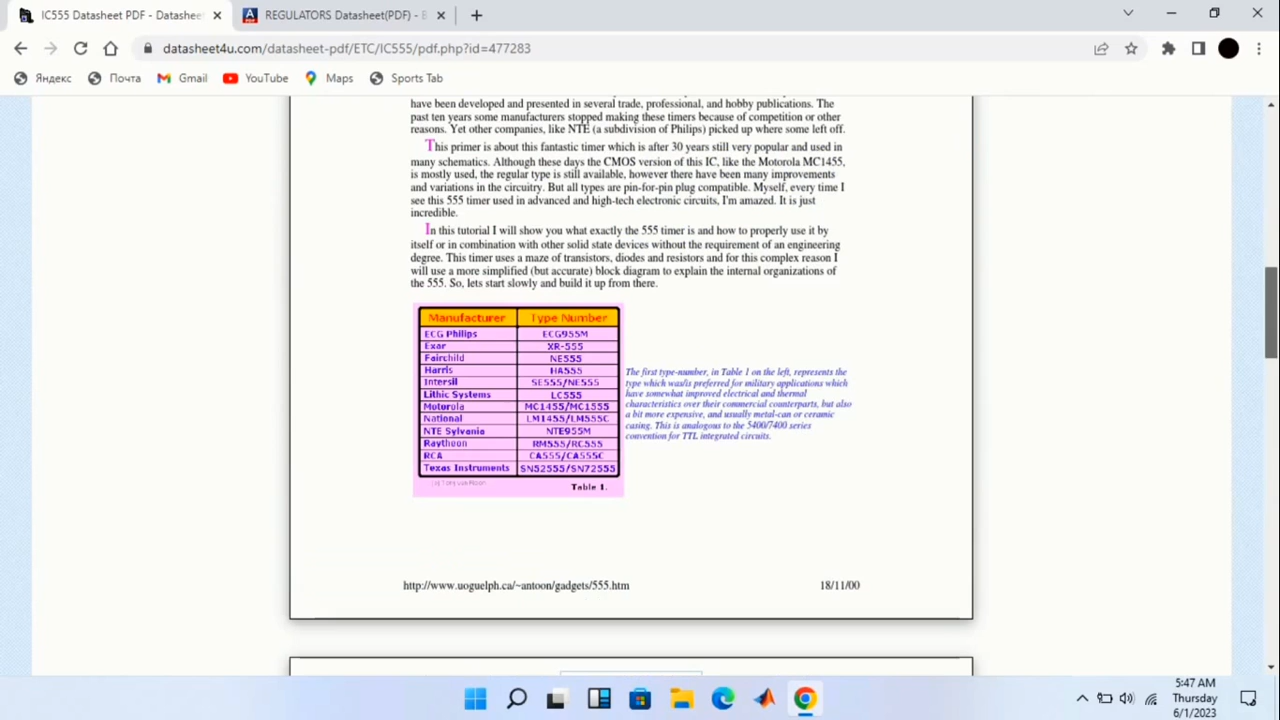 IC555 Datasheet PDF - Datashee
REGULATORS Datasheet(PDF) - E
datasheet4u.com/datasheet-pdf/ETC/IC555/pdf.php?id=477283
Яндекс Почта Gmail YouTube Maps Sports Tab
have been developed and presented in several trade, professional, and hobby publications. The
past ten years some manufacturers stopped making these timers because of competition or other
reasons. Yet other companies, like NTE (a subdivision of Philips) picked up where some left off.
This primer is about this fantastic timer which is after 30 years still very popular and used in
many schematics. Although these days the CMOS version of this IC, like the Motorola MC1455,
is mostly used, the regular type is still available, however there have been many improvements
and variations in the circuitry. But all types are pin-for-pin plug compatible. Myself, every time I
see this 555 timer used in advanced and high-tech electronic circuits, I'm amazed. It is just
incredible.
In this tutorial I will show you what exactly the 555 timer is and how to properly use it by
itself or in combination with other solid state devices without the requirement of an engineering
degree. This timer uses a maze of transistors, diodes and resistors and for this complex reason I
will use a more simplified (but accurate) block diagram to explain the internal organizations of
the 555. So, lets start slowly and build it up from there.
Manufacturer Type Number
ECG Philips ECG955M
Exar XR-555
Fairchild NE555
Harris HA555
Intersil SE555/NE555
Lithic Systems LC555
Motorola MC1455/MC1555
National LM1455/LM555C
NTE Sylvania NTE955M
Raytheon RM555/RC555
RCA CA555/CA555C
Texas Instruments SN52555/SN72555
Table 1.
The first type-number, in Table 1 on the left, represents the
type which was/is preferred for military applications which
have somewhat improved electrical and thermal
characteristics over their commercial counterparts, but also
a bit more expensive, and usually metal-can or ceramic
casing. This is analogous to the 5400/7400 series
convention for TTL integrated circuits.
http://www.uoguelph.ca/~antoon/gadgets/555.htm 18/11/00
5:47 AM
Thursday
6/1/2023